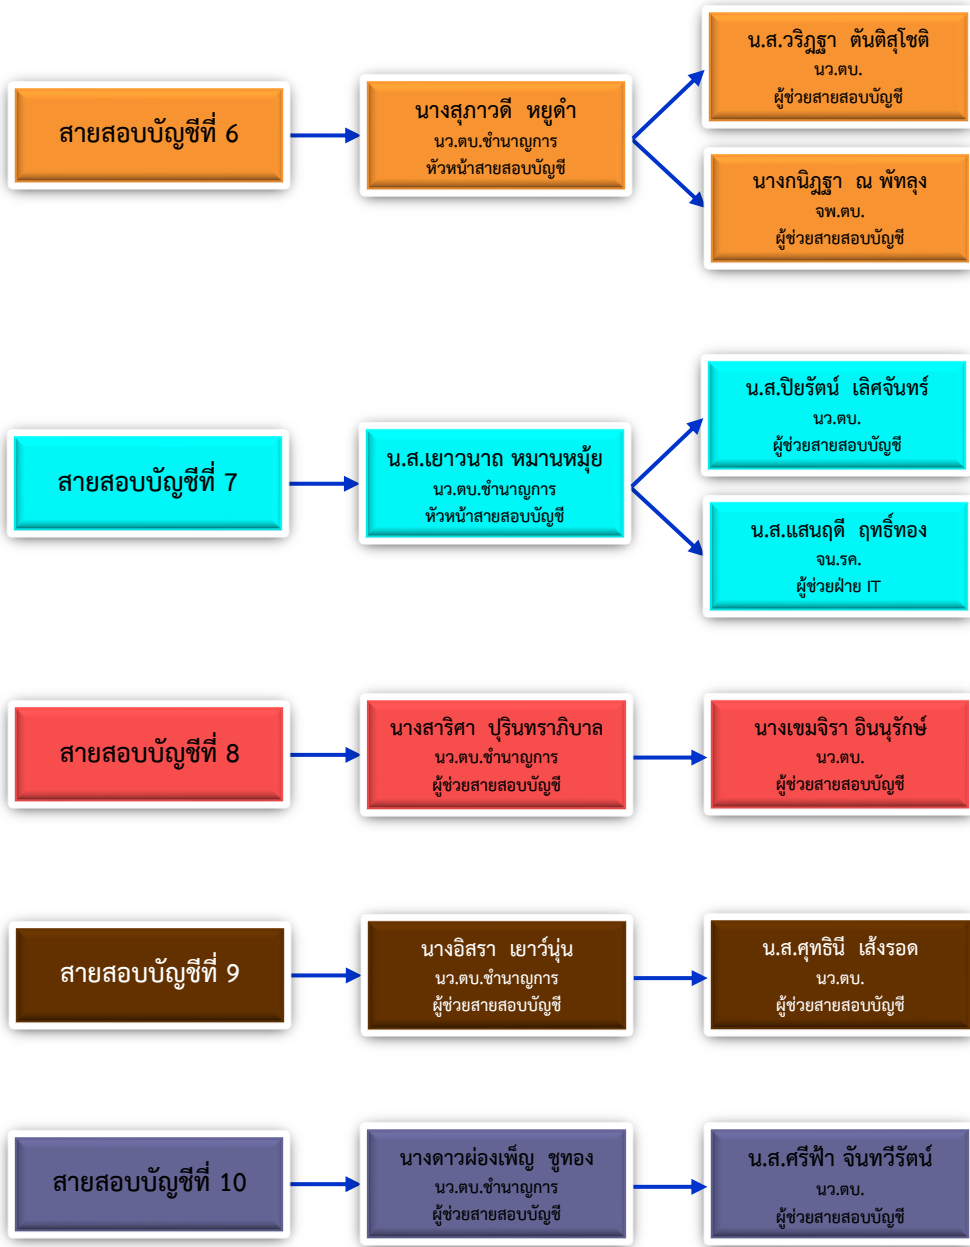 สายสอบบัญชีที่ 6
นางสุภาวดี หยูดำ
นว.ตบ.ชำนาญการ
หัวหน้าสายสอบบัญชี
น.ส.วริฎฐา ตันติสุโชติ
นว.ตบ.
ผู้ช่วยสายสอบบัญชี
นางกนิฎฐา ณ พัทลุง
จพ.ตบ.
ผู้ช่วยสายสอบบัญชี
สายสอบบัญชีที่ 7
น.ส.เยาวนาถ หมานหมุ้ย
นว.ตบ.ชำนาญการ
หัวหน้าสายสอบบัญชี
น.ส.ปิยรัตน์ เลิศจันทร์
นว.ตบ.
ผู้ช่วยสายสอบบัญชี
น.ส.แสนฤดี ฤทธิ์ทอง
จน.รค.
ผู้ช่วยฝ่าย IT
สายสอบบัญชีที่ 8
นางสาริศา ปุรินทราภิบาล
นว.ตบ.ชำนาญการ
ผู้ช่วยสายสอบบัญชี
นางเขมจิรา อินนุรักษ์
นว.ตบ.
ผู้ช่วยสายสอบบัญชี
สายสอบบัญชีที่ 9
นางอิสรา เยาว์นุ่น
นว.ตบ.ชำนาญการ
ผู้ช่วยสายสอบบัญชี
น.ส.ศุทธินี เส้งรอด
นว.ตบ.
ผู้ช่วยสายสอบบัญชี
สายสอบบัญชีที่ 10
นางดาวผ่องเพ็ญ ชูทอง
นว.ตบ.ชำนาญการ
ผู้ช่วยสายสอบบัญชี
น.ส.ศรีฟ้า จันทวีรัตน์
นว.ตบ.
ผู้ช่วยสายสอบบัญชี